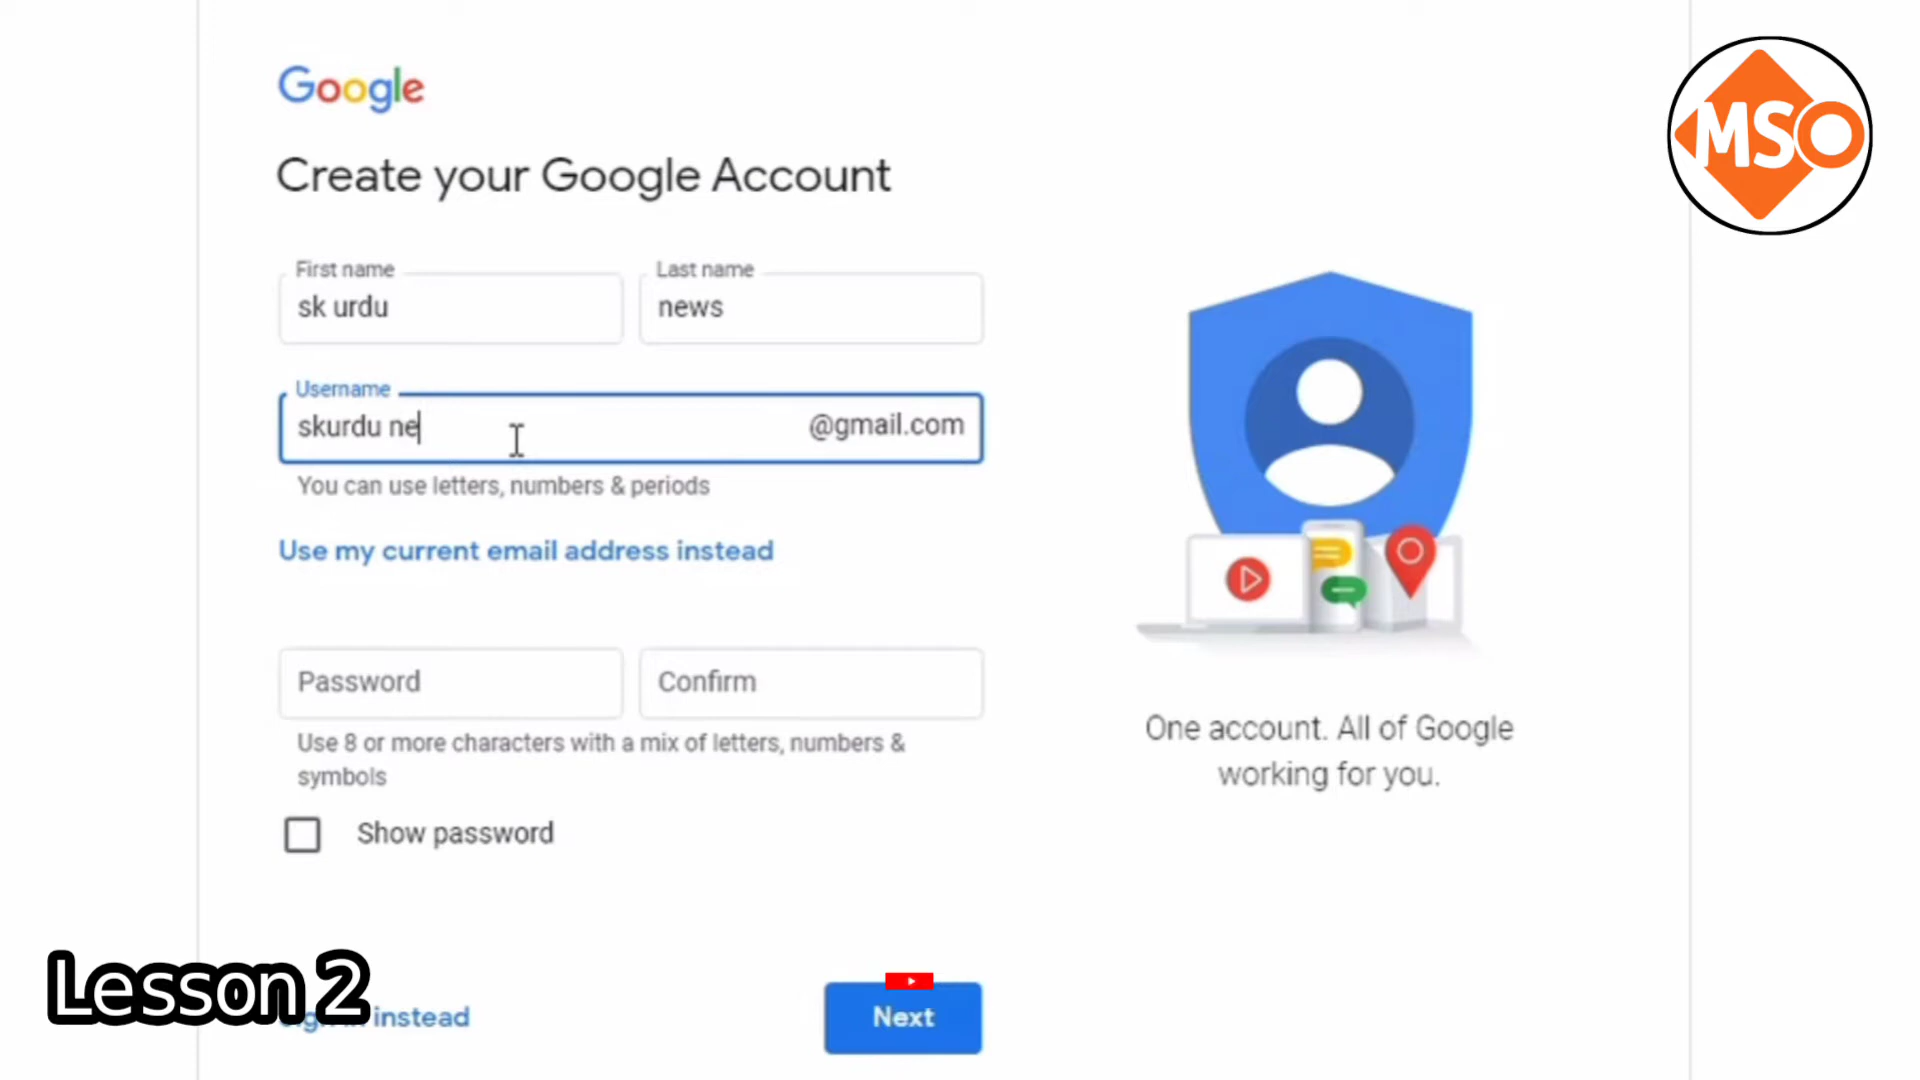 MSO
Google
Create your Google Account
First name
Last name
sk urdu
news
Username
skurdu ne
@gmail.com
You can use letters, numbers & periods
Use my current email address instead
Password
Confirm
Use 8 or more characters with a mix of letters, numbers &
symbols
Show password
One account. All of Google
working for you.
Lesson 2
instead
Next